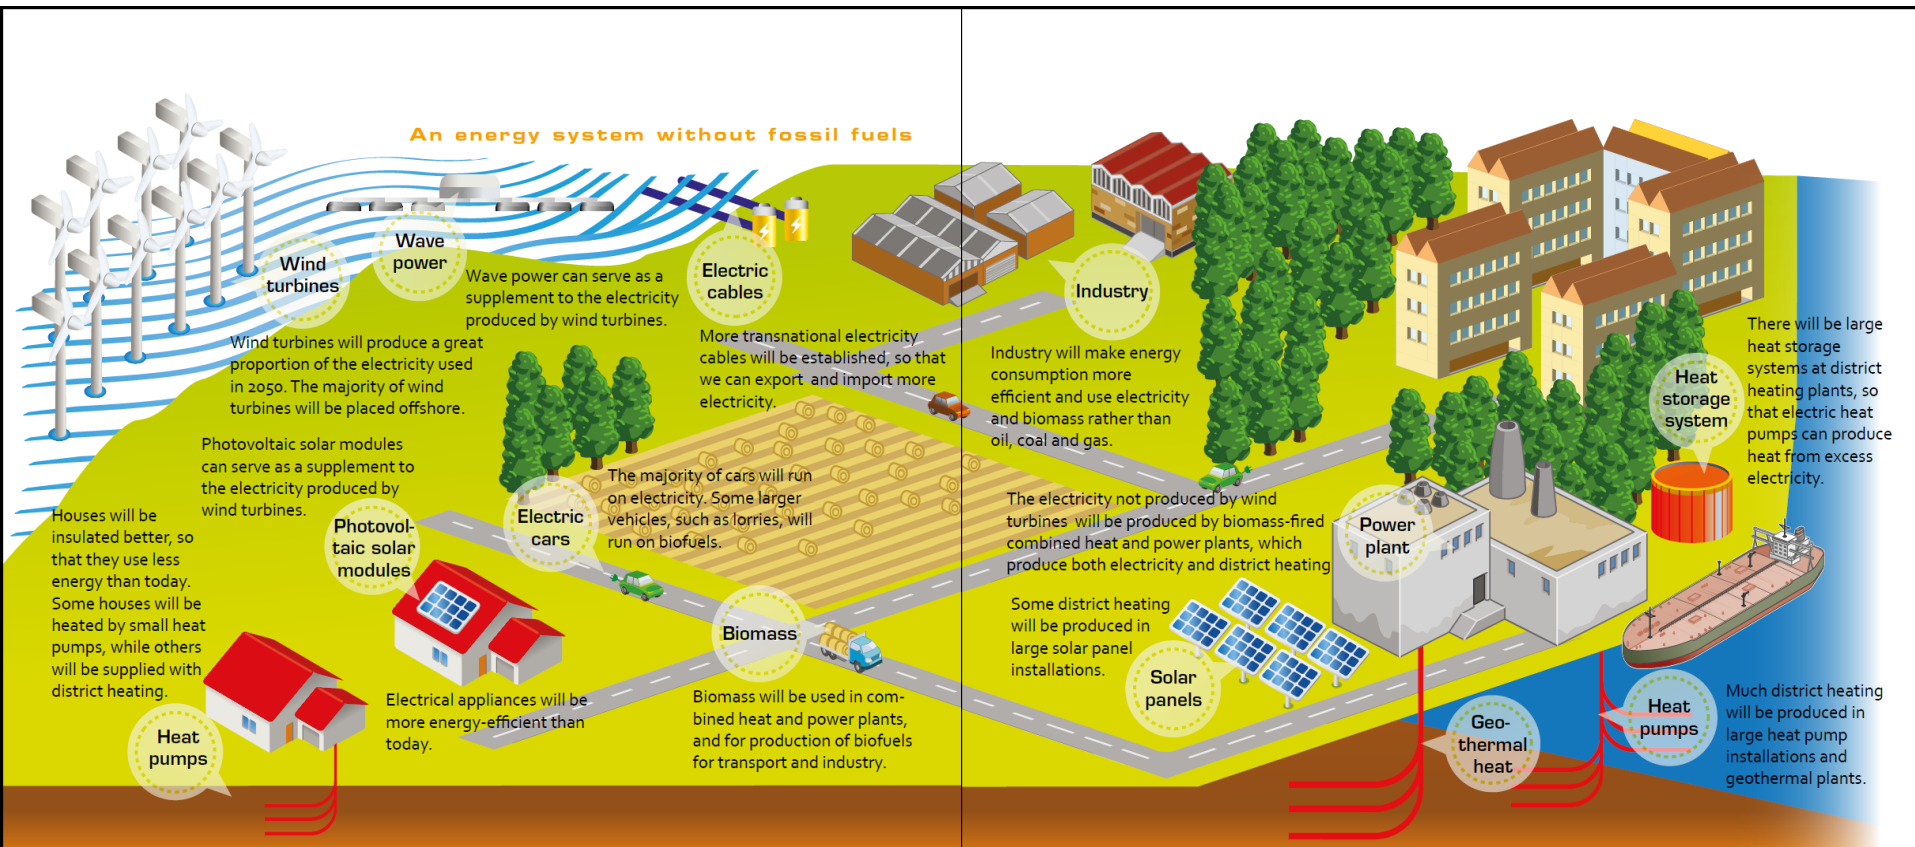 An energy system without fossil fuels
Wind
turbines
Wind turbines will produce a great
proportion of the electricity used
in 2050. The majority of wind
turbines will be placed offshore.
Wave
power
Wave power can serve as a
supplement to the electricity
produced by wind turbines.
Electric
cables
More transnational electricity
cables will be established, so that
we can export and import more
electricity.
Industry
Industry will make energy
consumption more
efficient and use electricity
and biomass rather than
oil, coal and gas.
Heat
storage
system
There will be large
heat storage
systems at district
heating plants, so
that electric heat
pumps can produce
heat from excess
electricity.
Photovoltaic solar modules
can serve as a supplement to
the electricity produced by
wind turbines.
Photovol-
taic solar
modules
Electric
cars
The majority of cars will run
on electricity. Some larger
vehicles, such as lorries, will
run on biofuels.
The electricity not produced by wind
turbines will be produced by biomass-fired
combined heat and power plants, which
produce both electricity and district heating
Power
plant
Houses will be
insulated better, so
that they use less
energy than today.
Some houses will be
heated by small heat
pumps, while others
will be supplied with
district heating.
Heat
pumps
Electrical appliances will be
more energy-efficient than
today.
Biomass
Biomass will be used in com-
bined heat and power plants,
and for production of biofuels
for transport and industry.
Some district heating
will be produced in
large solar panel
installations.
Solar
panels
Geo-
thermal
heat
Heat
pumps
Much district heating
will be produced in
large heat pump
installations and
geothermal plants.